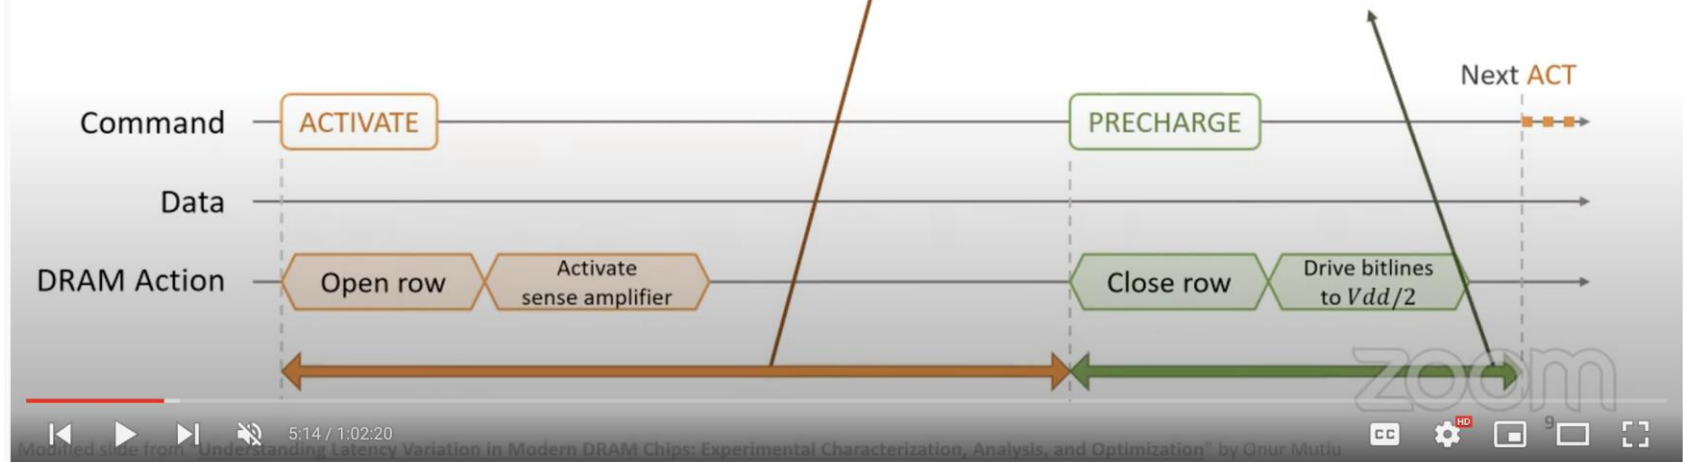 Next ACT
Command
ACTIVATE
PRECHARGE
Data
DRAM Action
Open row
Activate
sense amplifier
Close row
Drive bitlines
to Vdd/2
zoom
5:14 / 1:02:20
CC
HD
9
Modified slide from "Understanding Latency Variation in Modern DRAM Chips: Experimental Characterization, Analysis, and Optimization" by Onur Mutlu